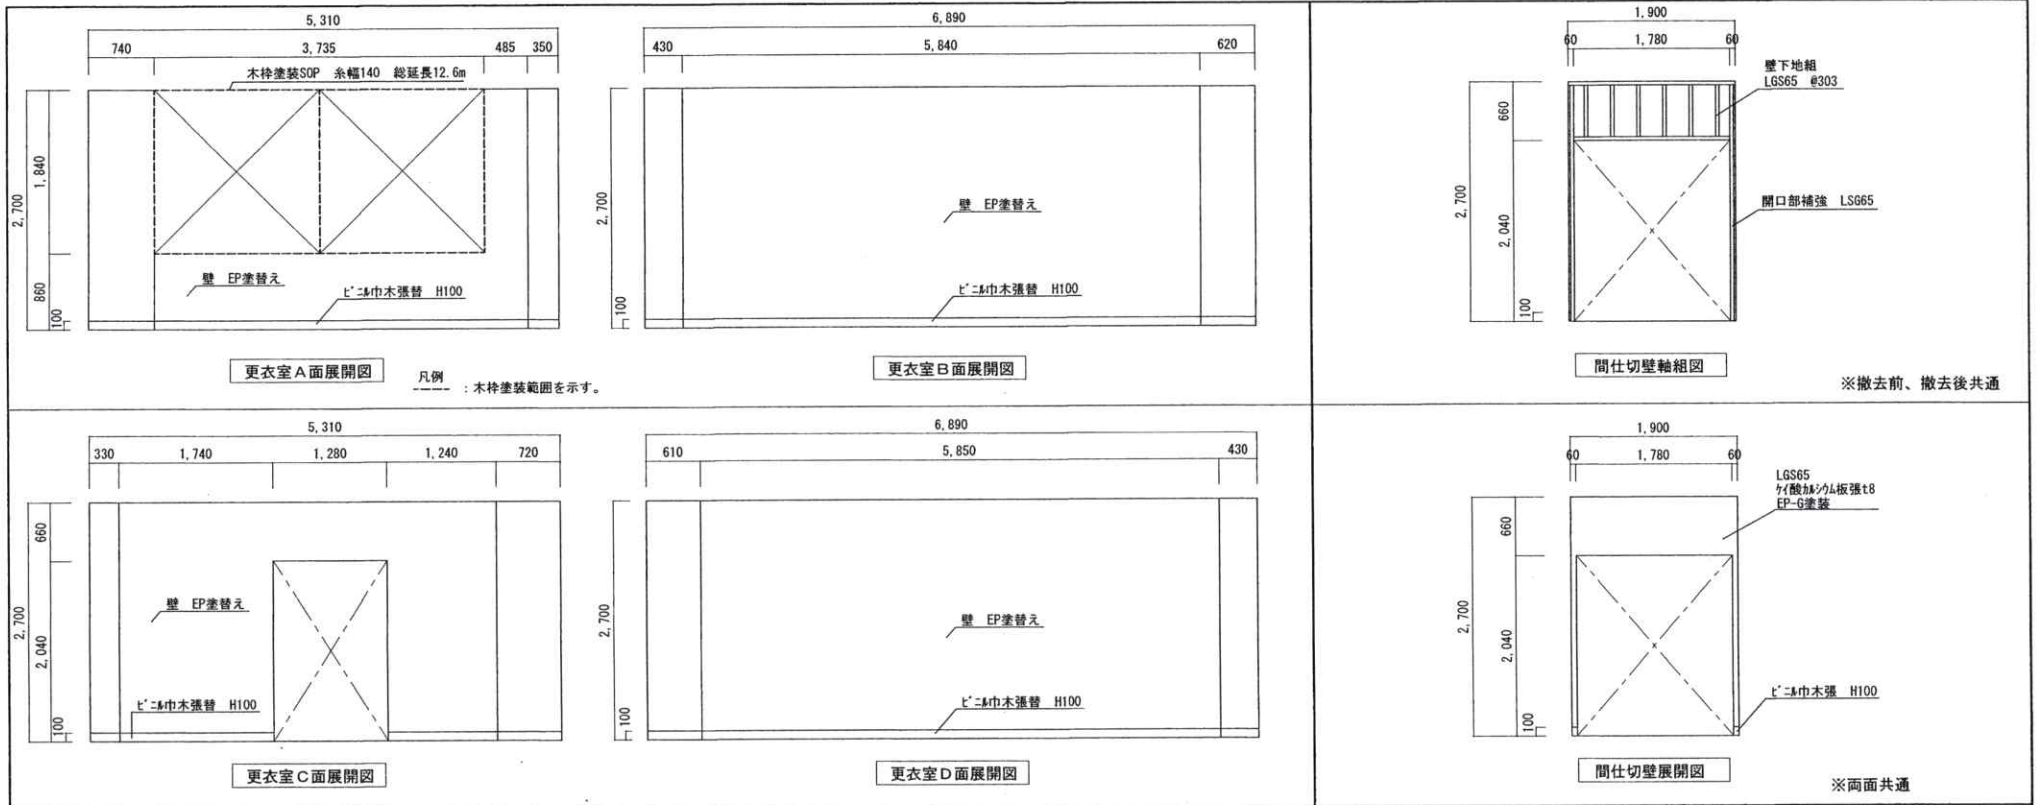 5,310
740
3,735
485
350
木枠塗装SOP 糸幅140 総延長12.6m
2,700
1,840
860
100
壁 EP塗替え
ビニル巾木張替 H100
更衣室A面展開図
凡例
：木枠塗装範囲を示す。
6,890
430
5,840
620
2,700
100
壁 EP塗替え
ビニル巾木張替 H100
更衣室B面展開図
1,900
60
1,780
60
壁下地組
LGS65 @303
660
2,700
2,040
100
開口部補強 LSG65
間仕切壁軸組図
※撤去前、撤去後共通
5,310
330
1,740
1,280
1,240
720
660
2,700
2,040
100
壁 EP塗替え
ビニル巾木張替 H100
更衣室C面展開図
6,890
610
5,850
430
2,700
100
壁 EP塗替え
ビニル巾木張替 H100
更衣室D面展開図
1,900
60
1,780
60
LGS65
ケイ酸カルシウム板張t8
EP-G塗装
660
2,700
2,040
100
ビニル巾木張 H100
間仕切壁展開図
※両面共通